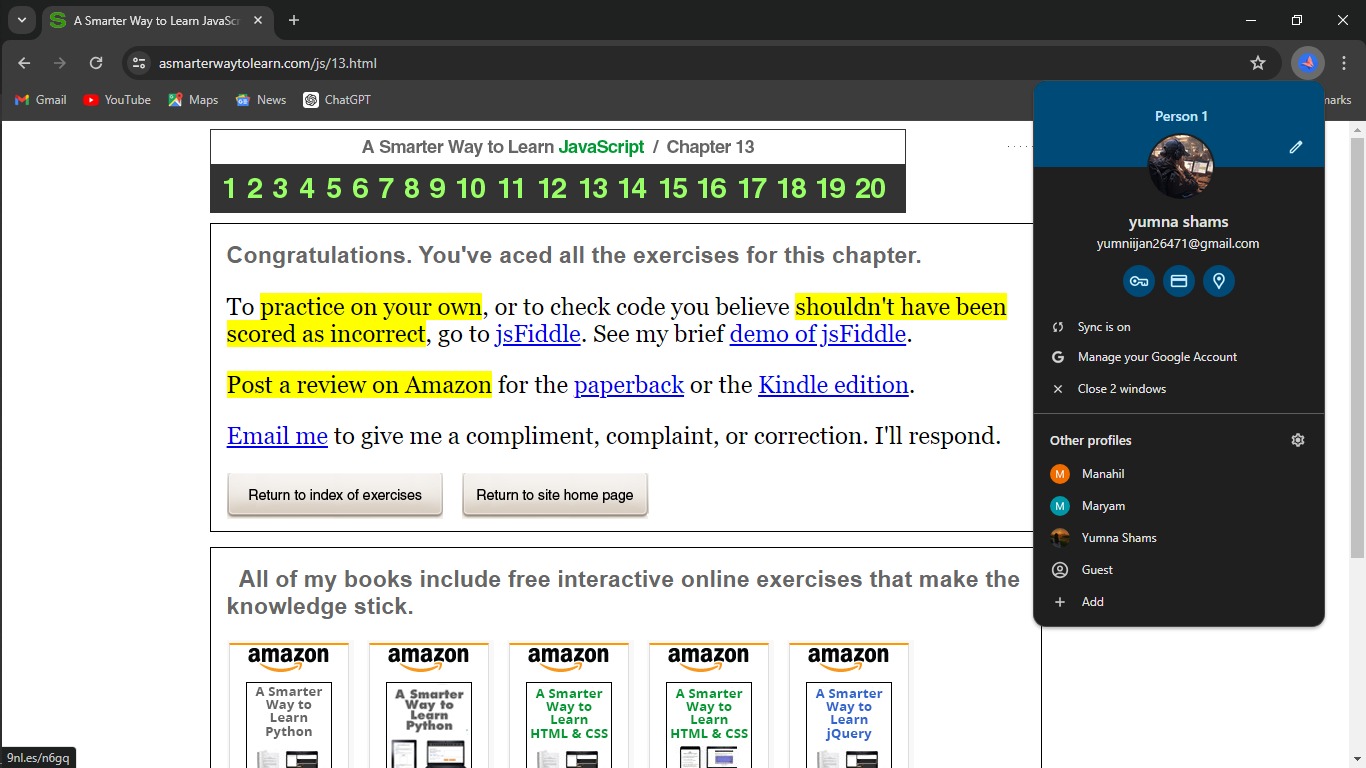 A Smarter Way to Learn JavaScr
asmarterwaytolearn.com/js/13.html
Gmail YouTube Maps News ChatGPT
marks
A Smarter Way to Learn JavaScript / Chapter 13
1 2 3 4 5 6 7 8 9 10 11 12 13 14 15 16 17 18 19 20
Congratulations. You've aced all the exercises for this chapter.
To practice on your own, or to check code you believe shouldn't have been
scored as incorrect, go to jsFiddle. See my brief demo of jsFiddle.
Post a review on Amazon for the paperback or the Kindle edition.
Email me to give me a compliment, complaint, or correction. I'll respond.
Return to index of exercises Return to site home page
All of my books include free interactive online exercises that make the
knowledge stick.
amazon amazon amazon amazon amazon
A Smarter
Way to
Learn
Python
A Smarter
Way to
Learn
Python
A Smarter
Way to
Learn
HTML & CSS
A Smarter
Way to
Learn
HTML & CSS
A Smarter
Way to
Learn
jQuery
Person 1
yumna shams
yumniijan26471@gmail.com
Sync is on
Manage your Google Account
Close 2 windows
Other profiles
M Manahil
M Maryam
Yumna Shams
Guest
Add
9nl.es/n6gq